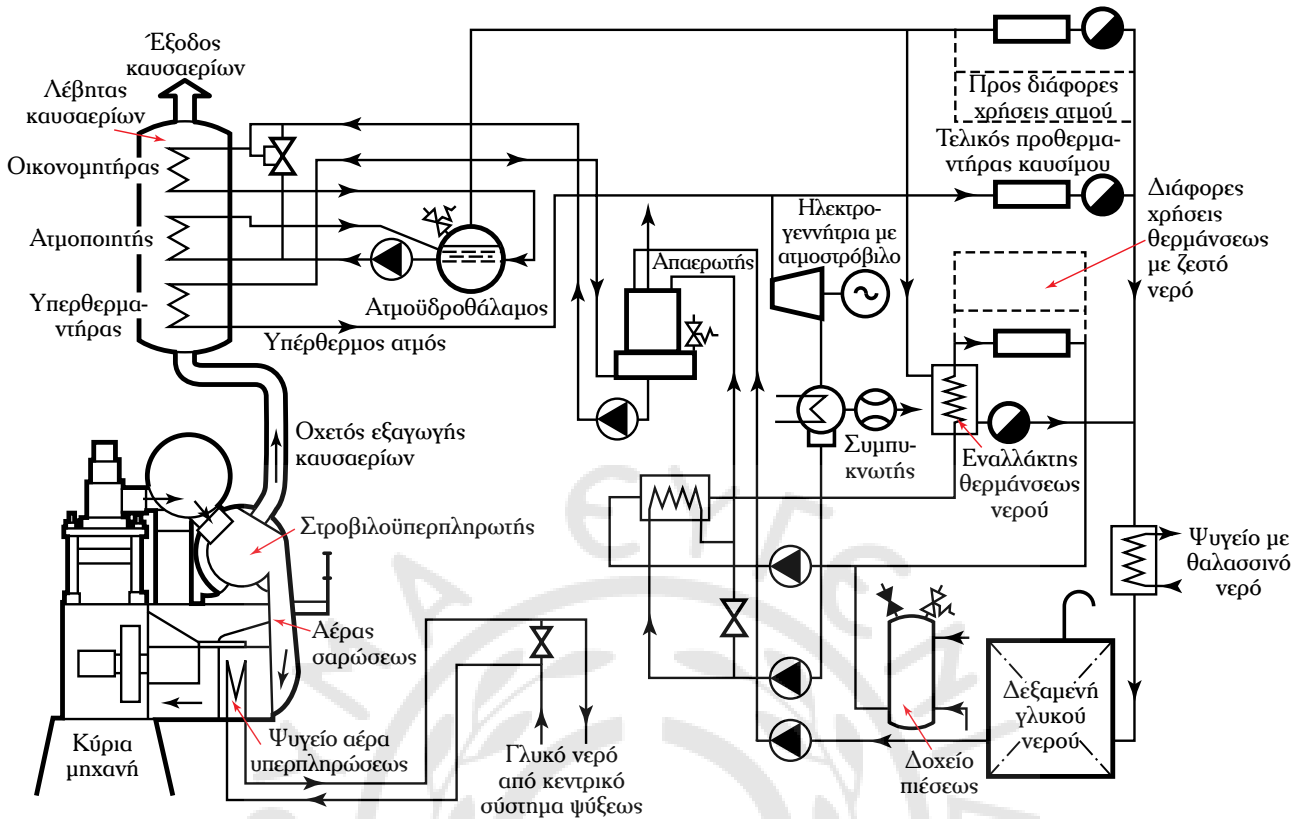 Έξοδος
καυσαερίων
Λέβητας
καυσαερίων
Οικονομητήρας
Ατμοποιητής
Υπερθερμα-
ντήρας
Υπέρθερμος ατμός
Ατμοϋδροθάλαμος
Απαερωτής
Ηλεκτρο-
γεννήτρια με
ατμοστρόβιλο
Προς διάφορες
χρήσεις ατμού
Τελικός προθερμα-
ντήρας καυσίμου
Διάφορες
χρήσεις
θερμάνσεως
με ζεστό
νερό
Οχετός εξαγωγής
καυσαερίων
Συμπυ-
κνωτής
Εναλλάκτης
θερμάνσεως
νερού
Στροβιλοϋπερπληρωτής
Ψυγείο με
θαλασσινό
νερό
Αέρας
σαρώσεως
Κύρια
μηχανή
Ψυγείο αέρα
υπερπληρώσεως
Γλυκό νερό
από κεντρικό
σύστημα ψύξεως
Δοχείο
πιέσεως
Δεξαμενή
γλυκού
νερού